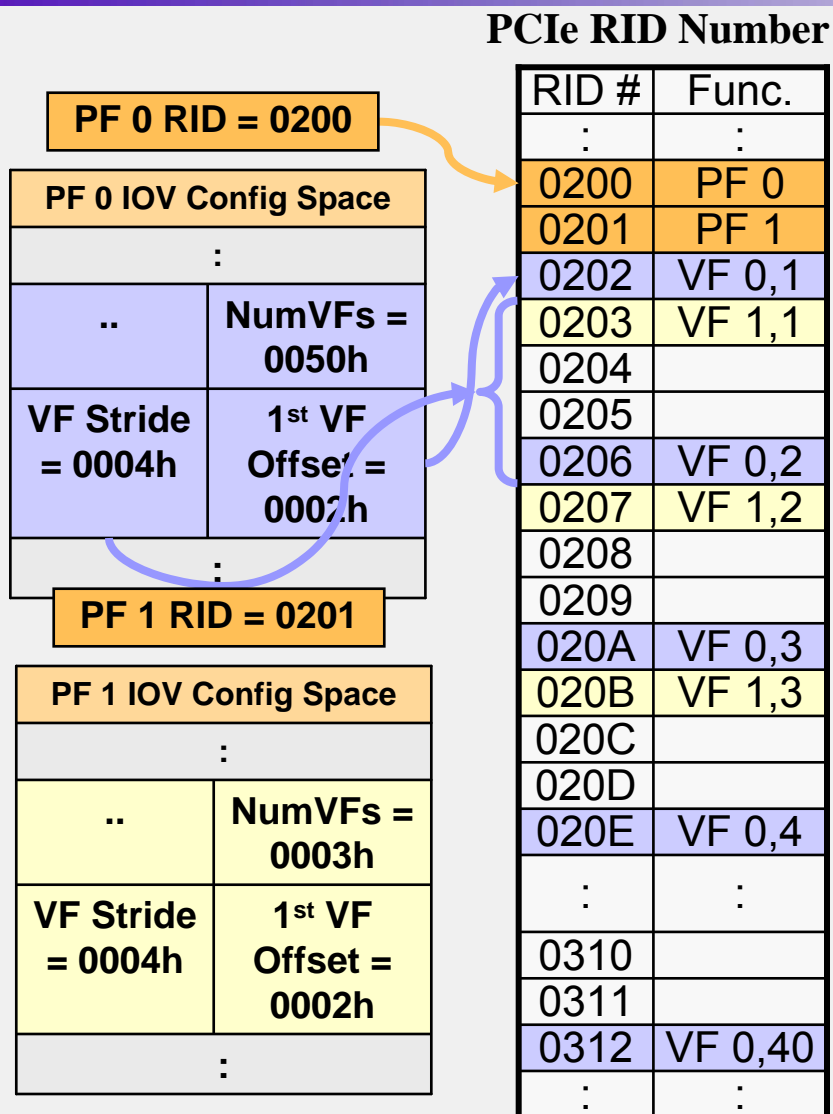 PCIe RID Number
PF 0 RID = 0200
PF 0 IOV Config Space
:
..
NumVFs =
0050h
VF Stride
= 0004h
1st VF
Offset =
0002h
:
PF 1 RID = 0201
PF 1 IOV Config Space
:
..
NumVFs =
0003h
VF Stride
= 0004h
1st VF
Offset =
0002h
:
RID # Func.
: :
0200 PF 0
0201 PF 1
0202 VF 0,1
0203 VF 1,1
0204
0205
0206 VF 0,2
0207 VF 1,2
0208
0209
020A VF 0,3
020B VF 1,3
020C
020D
020E VF 0,4
: :
0310
0311
0312 VF 0,40
: :